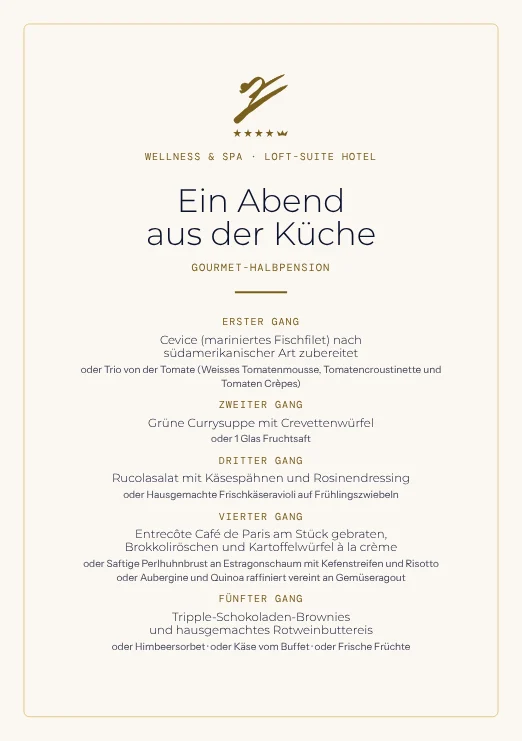 WELLNESS & SPA · LOFT-SUITE HOTEL
Ein Abend
aus der Küche
GOURMET-HALBPENSION
ERSTER GANG
Cevice (mariniertes Fischfilet) nach
südamerikanischer Art zubereitet
oder Trio von der Tomate (Weisses Tomatenmousse, Tomatencroustinette und
Tomaten Crèpes)
ZWEITER GANG
Grüne Currysuppe mit Crevettenwürfel
oder 1 Glas Fruchtsaft
DRITTER GANG
Rucolasalat mit Käsespähnen und Rosinendressing
oder Hausgemachte Frischkäseravioli auf Frühlingszwiebeln
VIERTER GANG
Entrecôte Café de Paris am Stück gebraten,
Brokkoliröschen und Kartoffelwürfel à la crème
oder Saftige Perlhuhnbrust an Estragonschaum mit Kefenstreifen und Risotto
oder Aubergine und Quinoa raffiniert vereint an Gemüseragout
FÜNFTER GANG
Tripple-Schokoladen-Brownies
und hausgemachtes Rotweinbuttereis
oder Himbeersorbet · oder Käse vom Buffet · oder Frische Früchte